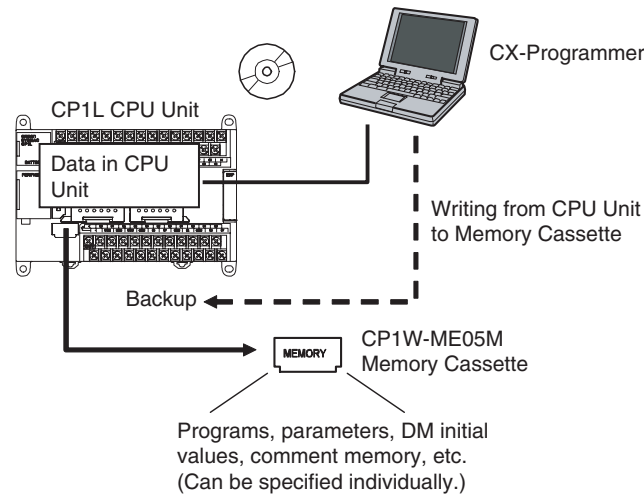 CX-Programmer
CP1L CPU Unit
Data in CPU
Unit
Writing from CPU Unit
to Memory Cassette
Backup
MEMORY
CP1W-ME05M
Memory Cassette
Programs, parameters, DM initial
values, comment memory, etc.
(Can be specified individually.)